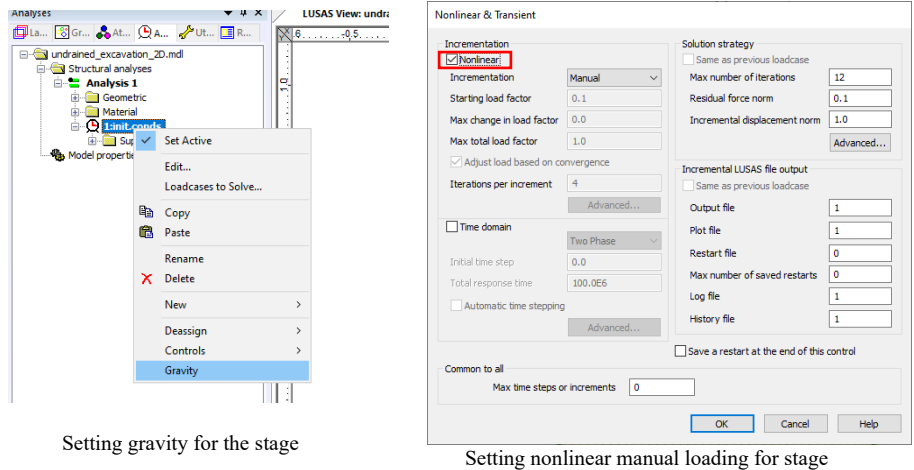 Analyses
LUSAS View: undra
La... Gr... At... A... Ut... R...
undrained_excavation_2D.mdl
Structural analyses
Analysis 1
Geometric
Material
1:init conds
Sup
Model properties
Set Active
Edit...
Loadcases to Solve...
Copy
Paste
Rename
Delete
New
Deassign
Controls
Gravity
Setting gravity for the stage
Nonlinear & Transient
Incrementation
Nonlinear
Incrementation Manual
Starting load factor 0.1
Max change in load factor 0.0
Max total load factor 1.0
Adjust load based on convergence
Iterations per increment 4
Advanced...
Time domain
Two Phase
Initial time step 0.0
Total response time 100.0E6
Automatic time stepping
Advanced...
Common to all
Max time steps or increments 0
Solution strategy
Same as previous loadcase
Max number of iterations 12
Residual force norm 0.1
Incremental displacement norm 1.0
Advanced...
Incremental LUSAS file output
Same as previous loadcase
Output file 1
Plot file 1
Restart file 0
Max number of saved restarts 0
Log file 1
History file 1
Save a restart at the end of this control
OK Cancel Help
Setting nonlinear manual loading for stage